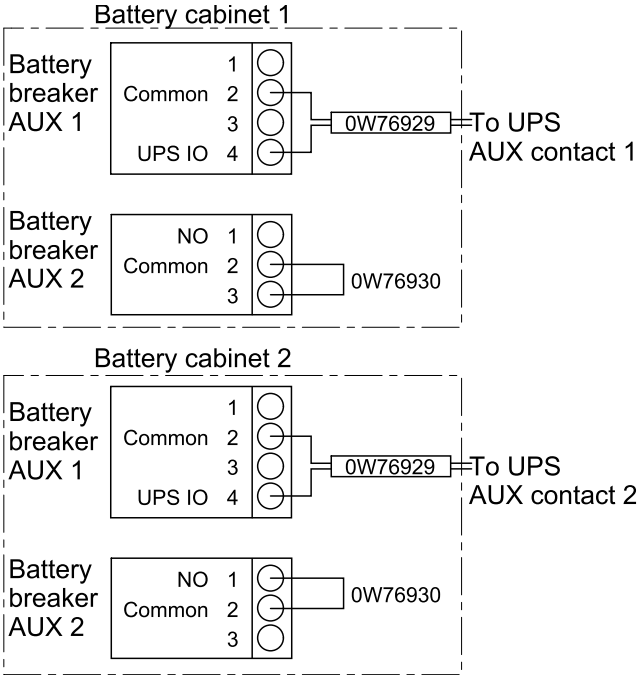 Battery cabinet 1
Battery
breaker
AUX 1
1
Common 2
3
UPS IO 4
0W76929
To UPS
AUX contact 1
Battery
breaker
AUX 2
NO 1
Common 2
3
0W76930
Battery cabinet 2
Battery
breaker
AUX 1
1
Common 2
3
UPS IO 4
0W76929
To UPS
AUX contact 2
Battery
breaker
AUX 2
NO 1
Common 2
3
0W76930